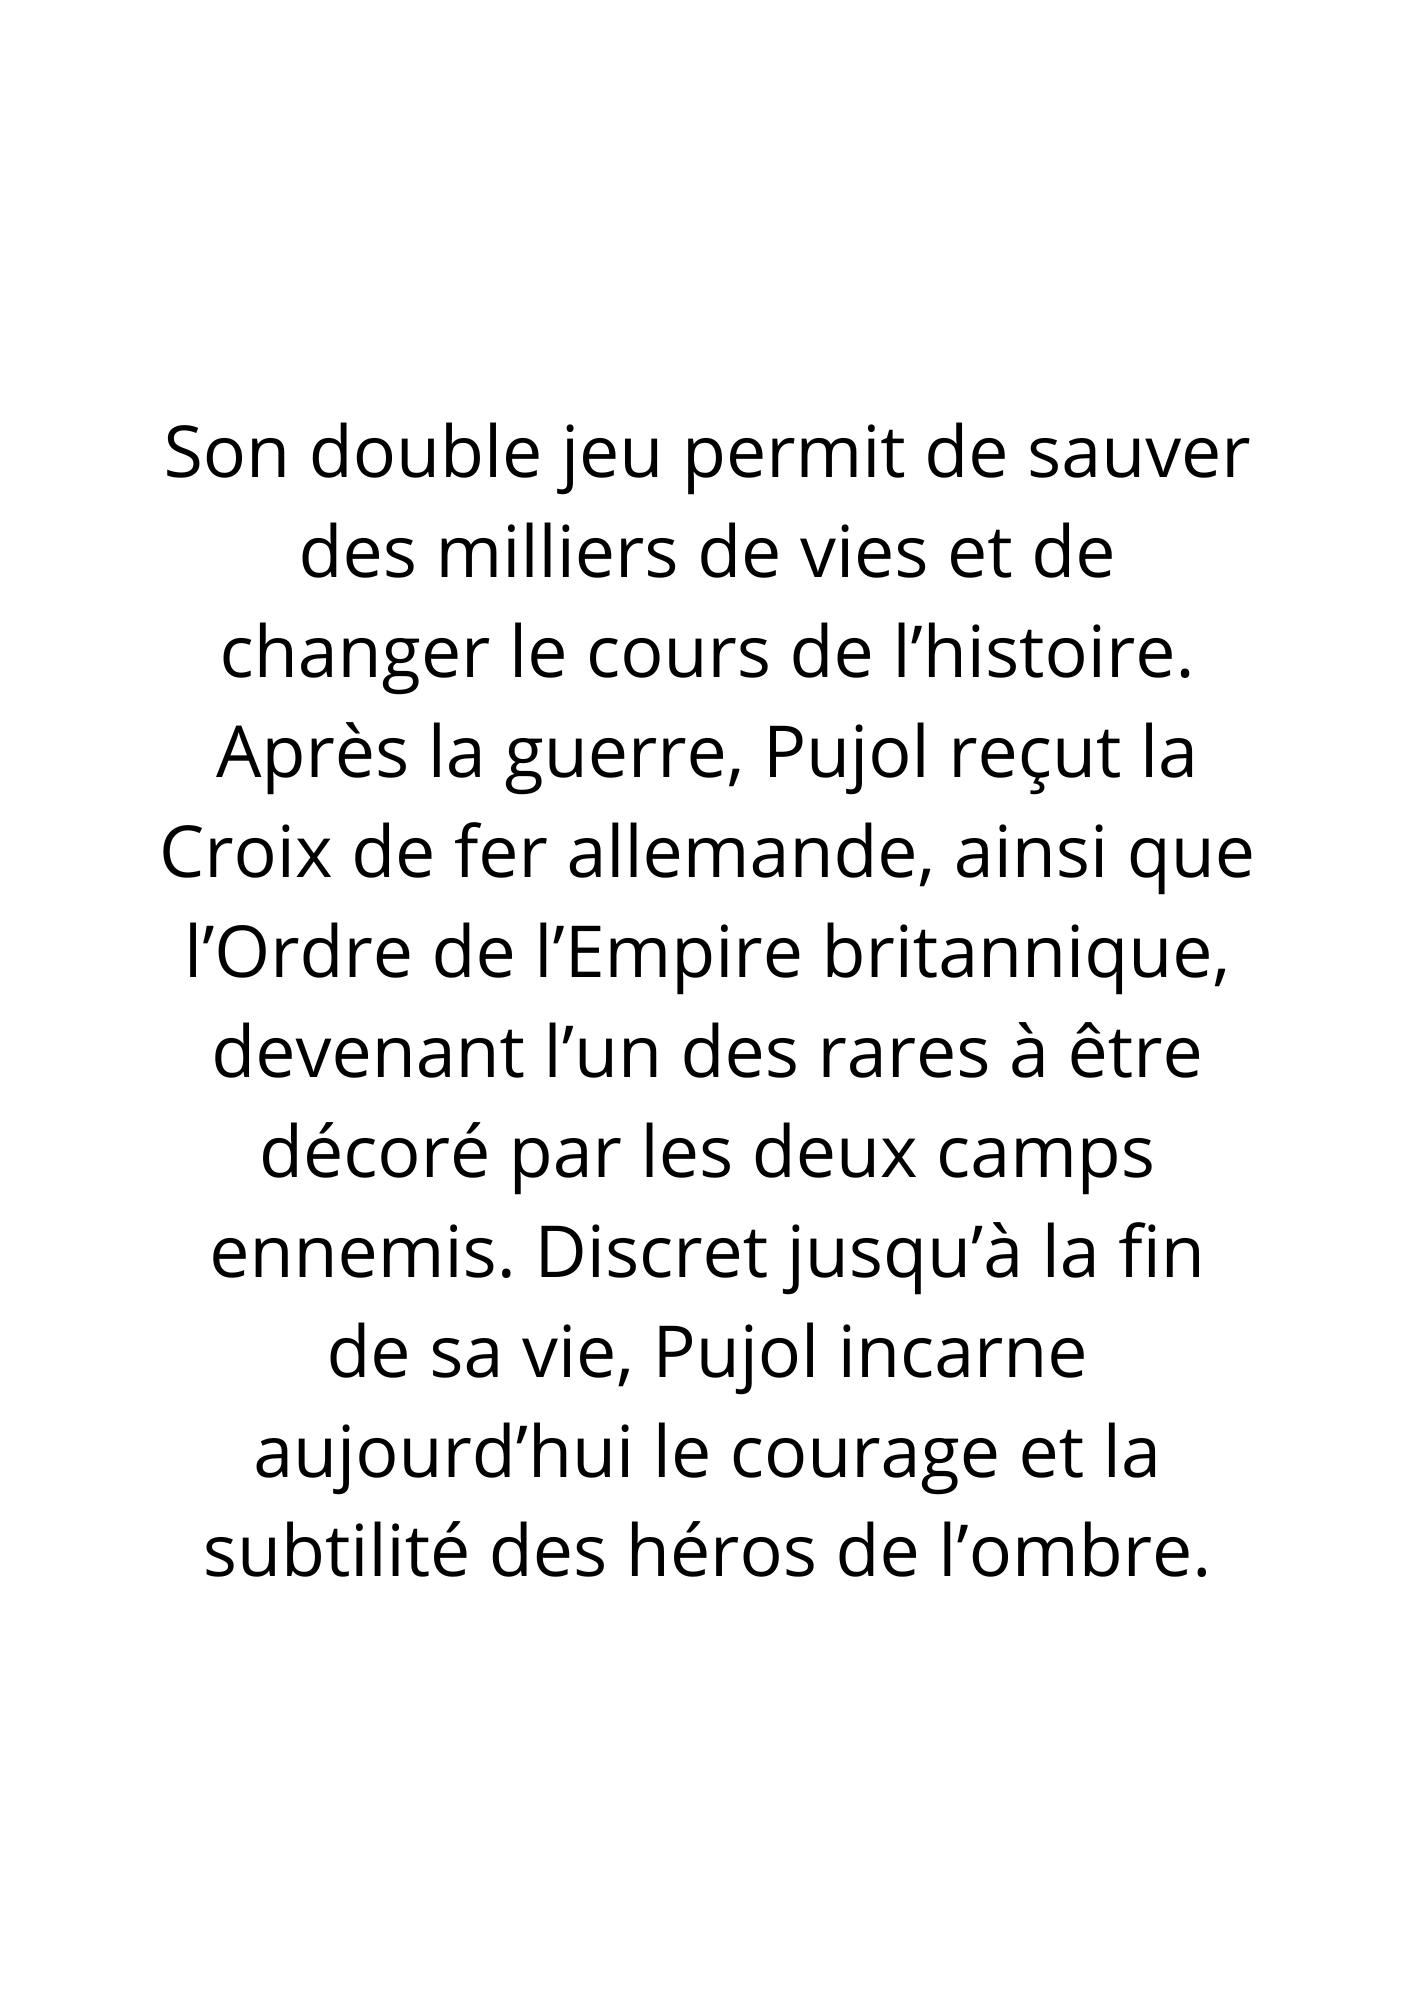 Son double jeu permit de sauver
des milliers de vies et de
changer le cours de l’histoire.
Après la guerre, Pujol reçut la
Croix de fer allemande, ainsi que
l’Ordre de l’Empire britannique,
devenant l’un des rares à être
décoré par les deux camps
ennemis. Discret jusqu’à la fin
de sa vie, Pujol incarne
aujourd’hui le courage et la
subtilité des héros de l’ombre.